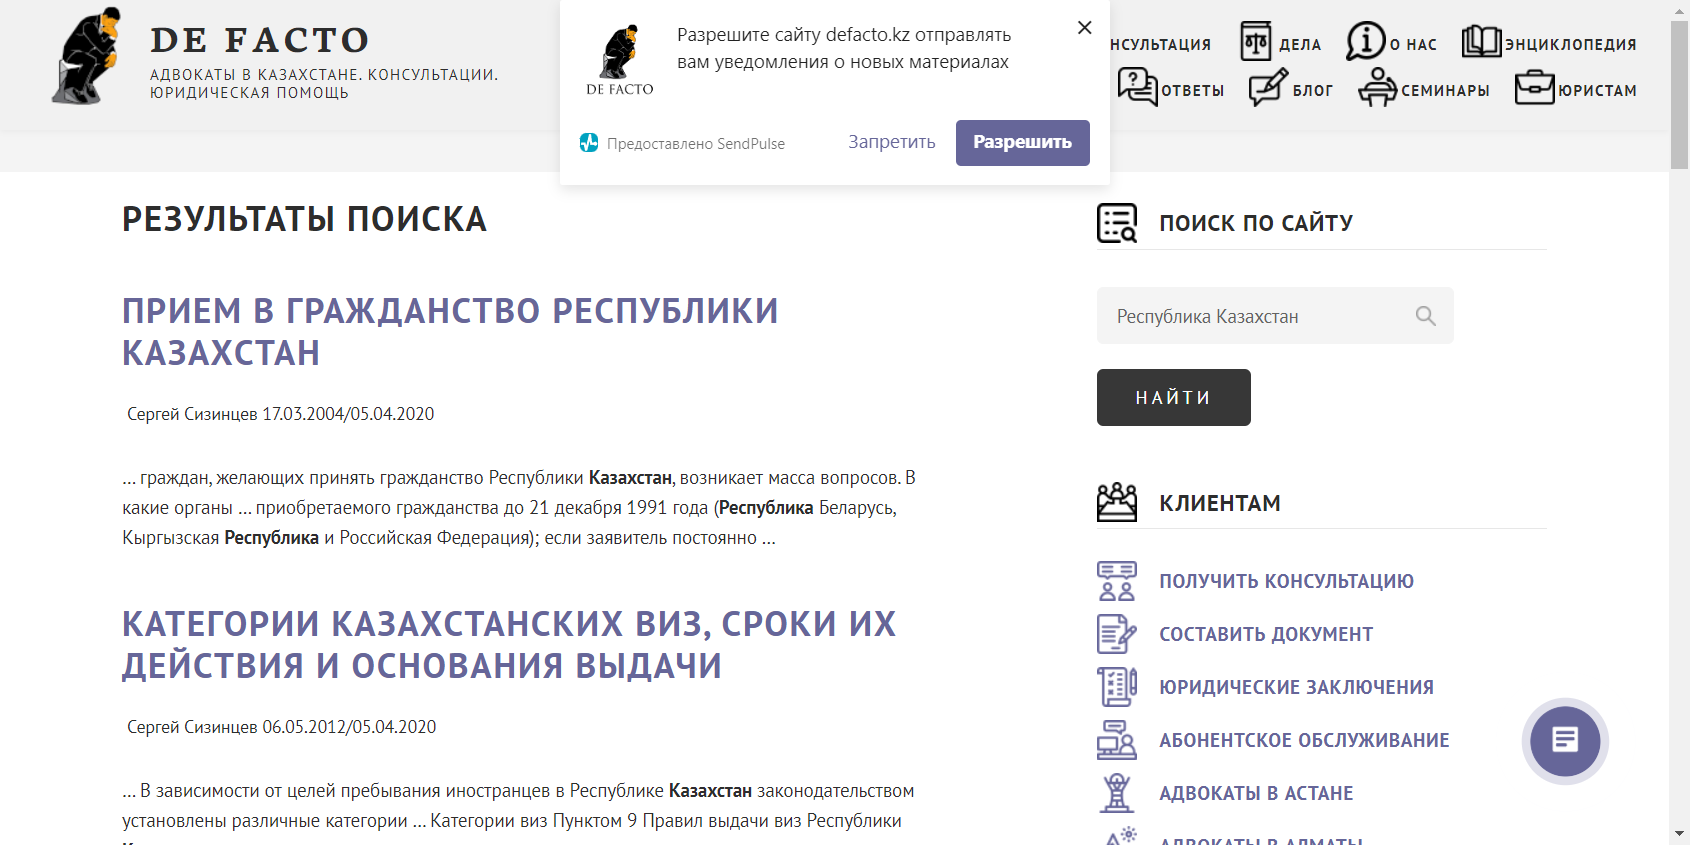 DE FACTO
АДВОКАТЫ В КАЗАХСТАНЕ. КОНСУЛЬТАЦИИ.
ЮРИДИЧЕСКАЯ ПОМОЩЬ
Разрешите сайту defacto.kz отправлять
вам уведомления о новых материалах
DE FACTO
Предоставлено SendPulse
Запретить
Разрешить
ДЕЛА
О НАС
ЭНЦИКЛОПЕДИЯ
ОТВЕТЫ
БЛОГ
СЕМИНАРЫ
ЮРИСТАМ
РЕЗУЛЬТАТЫ ПОИСКА
ПРИЕМ В ГРАЖДАНСТВО РЕСПУБЛИКИ
КАЗАХСТАН
Сергей Сизинцев 17.03.2004/05.04.2020
... граждан, желающих принять гражданство Республики Казахстан, возникает масса вопросов. В
какие органы ... приобретаемого гражданства до 21 декабря 1991 года (Республика Беларусь,
Кыргызская Республика и Российская Федерация); если заявитель постоянно ...
КАТЕГОРИИ КАЗАХСТАНСКИХ ВИЗ, СРОКИ ИХ
ДЕЙСТВИЯ И ОСНОВАНИЯ ВЫДАЧИ
Сергей Сизинцев 06.05.2012/05.04.2020
... В зависимости от целей пребывания иностранцев в Республике Казахстан законодательством
установлены различные категории ... Категории виз Пунктом 9 Правил выдачи виз Республики
ПОИСК ПО САЙТУ
Республика Казахстан
НАЙТИ
КЛИЕНТАМ
ПОЛУЧИТЬ КОНСУЛЬТАЦИЮ
СОСТАВИТЬ ДОКУМЕНТ
ЮРИДИЧЕСКИЕ ЗАКЛЮЧЕНИЯ
АБОНЕНТСКОЕ ОБСЛУЖИВАНИЕ
АДВОКАТЫ В АСТАНЕ
АДВОКАТЫ В АЛМАТЫ